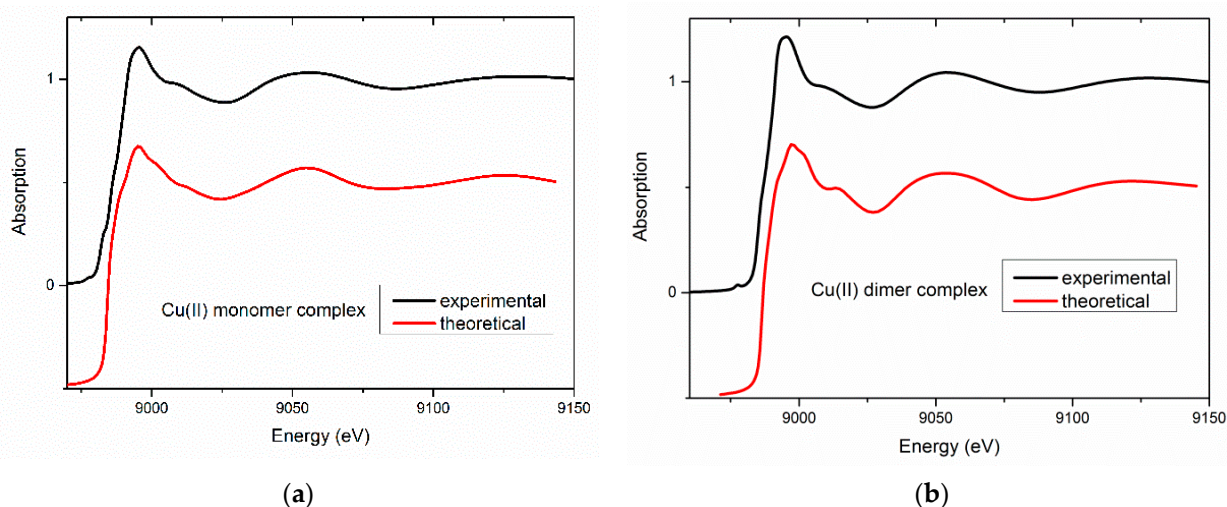 Absorption
1
0
Cu(II) monomer complex
experimental
theoretical
9000
9050
9100
9150
Energy (eV)
(a)
Absorption
1
0
Cu(II) dimer complex
experimental
theoretical
9000
9050
9100
9150
Energy (eV)
(b)